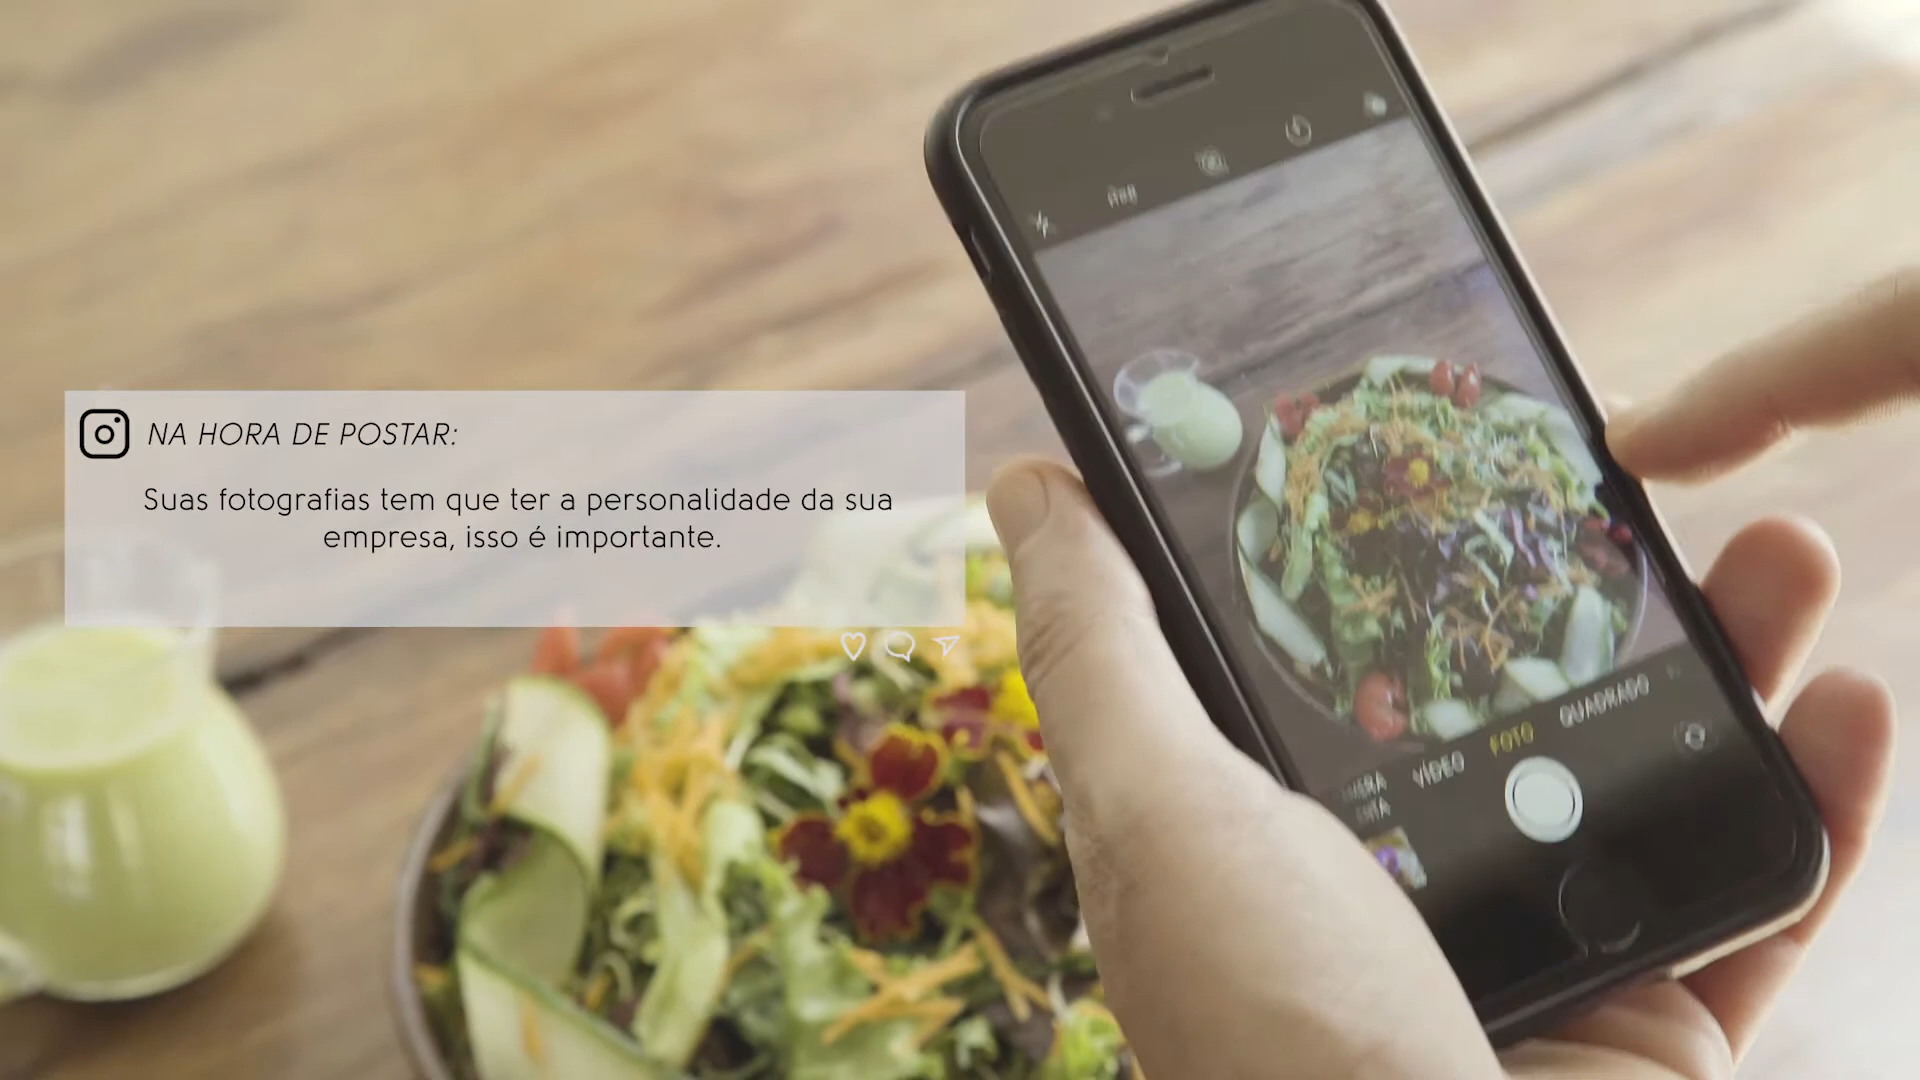 NA HORA DE POSTAR:
Suas fotografias tem que ter a personalidade da sua
empresa, isso é importante.
VÍDEO
FOTO
QUADRADO